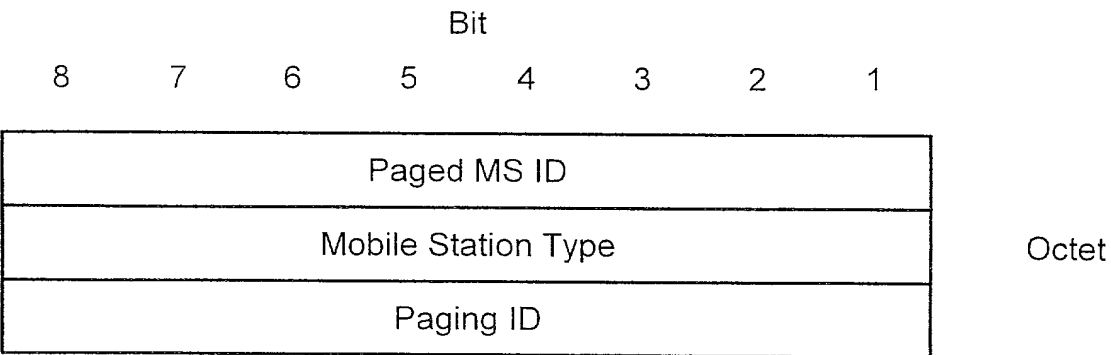 Bit
8 7 6 5 4 3 2 1
Paged MS ID
Mobile Station Type
Octet
Paging ID